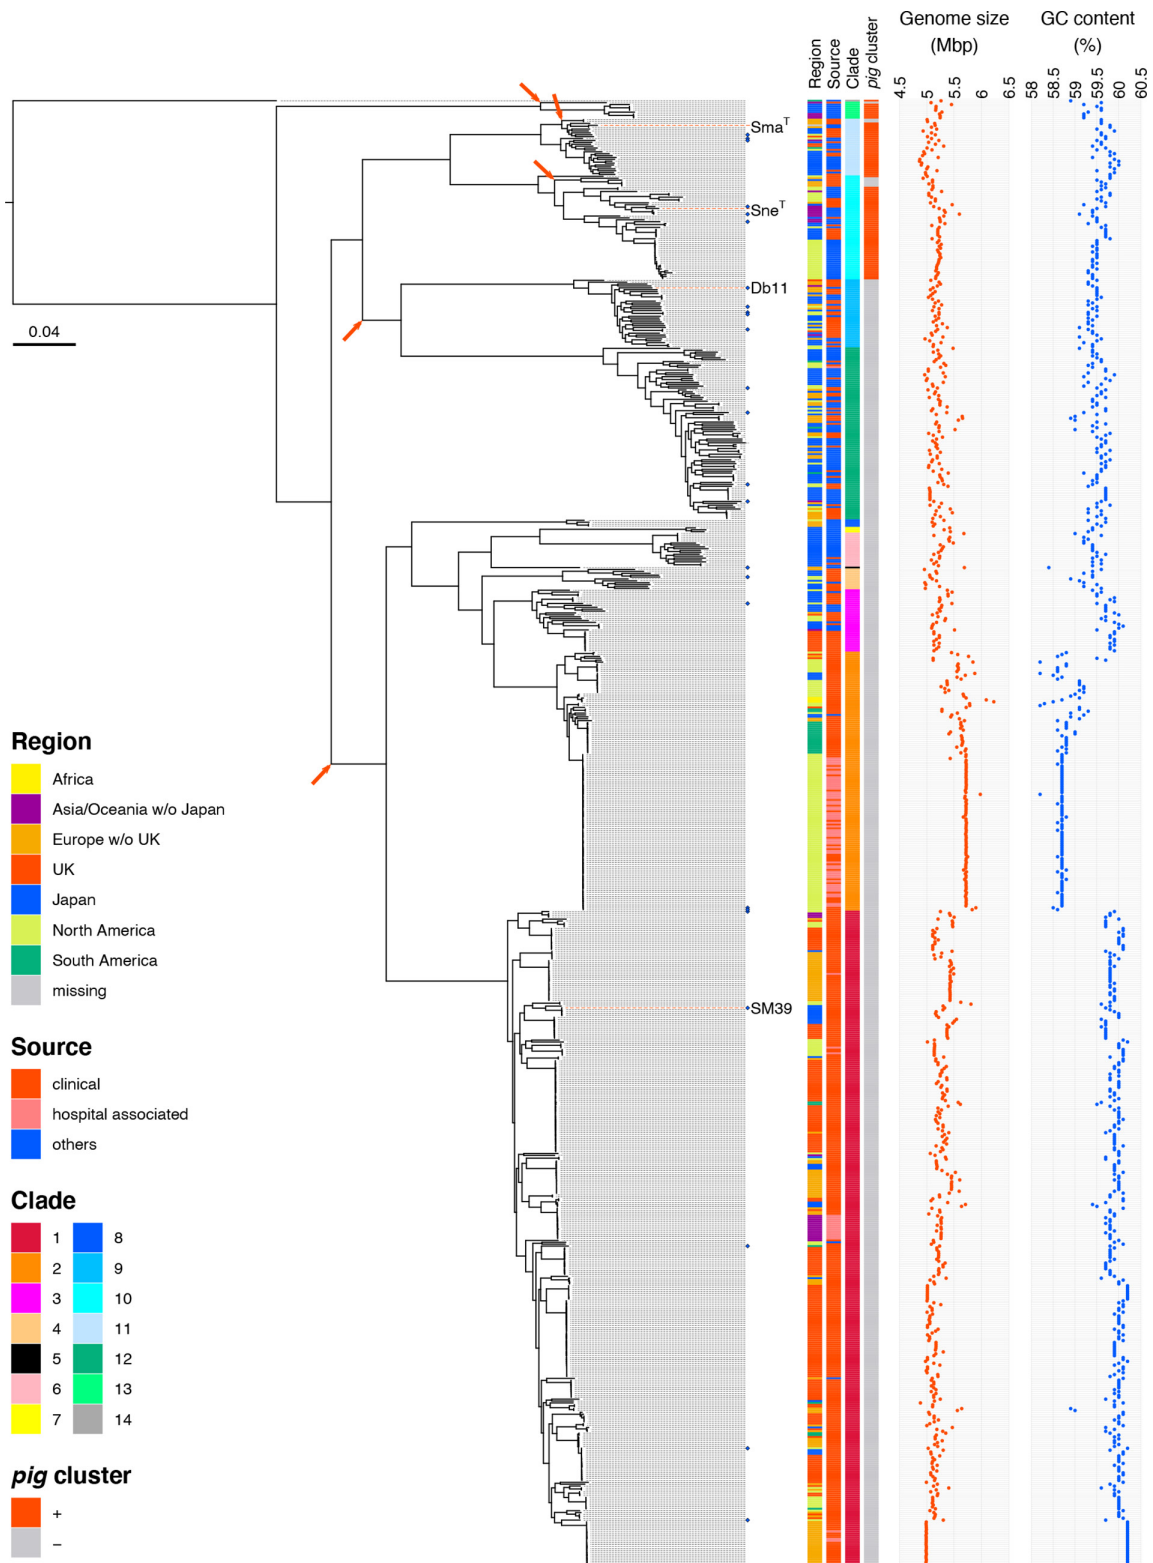 Genome size
(Mbp)
GC content
(%)
Region
Source
Clade
pig cluster
4.5
5
5.5
6
6.5
58
58.5
59
59.5
60
60.5
SmaT
SneT
Db11
0.04
SM39
Region
Africa
Asia/Oceania w/o Japan
Europe w/o UK
UK
Japan
North America
South America
missing
Source
clinical
hospital associated
others
Clade
1 8
2 9
3 10
4 11
5 12
6 13
7 14
pig cluster
+
−